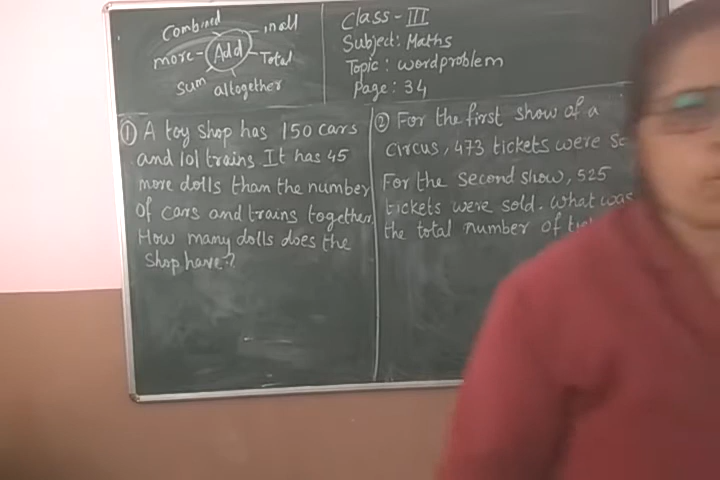 Combined
in all
more
Add
Total
Sum
altogether
Class - III
Subject: Maths
Topic: wordproblem
Page: 34
① A toy shop has 150 cars
and 101 trains It has 45
more dolls than the number
of cars and trains together.
How many dolls does the
Shop have?
② For the first show of a
circus, 473 tickets were
For the second show, 525
tickets were sold. what was
the total number of